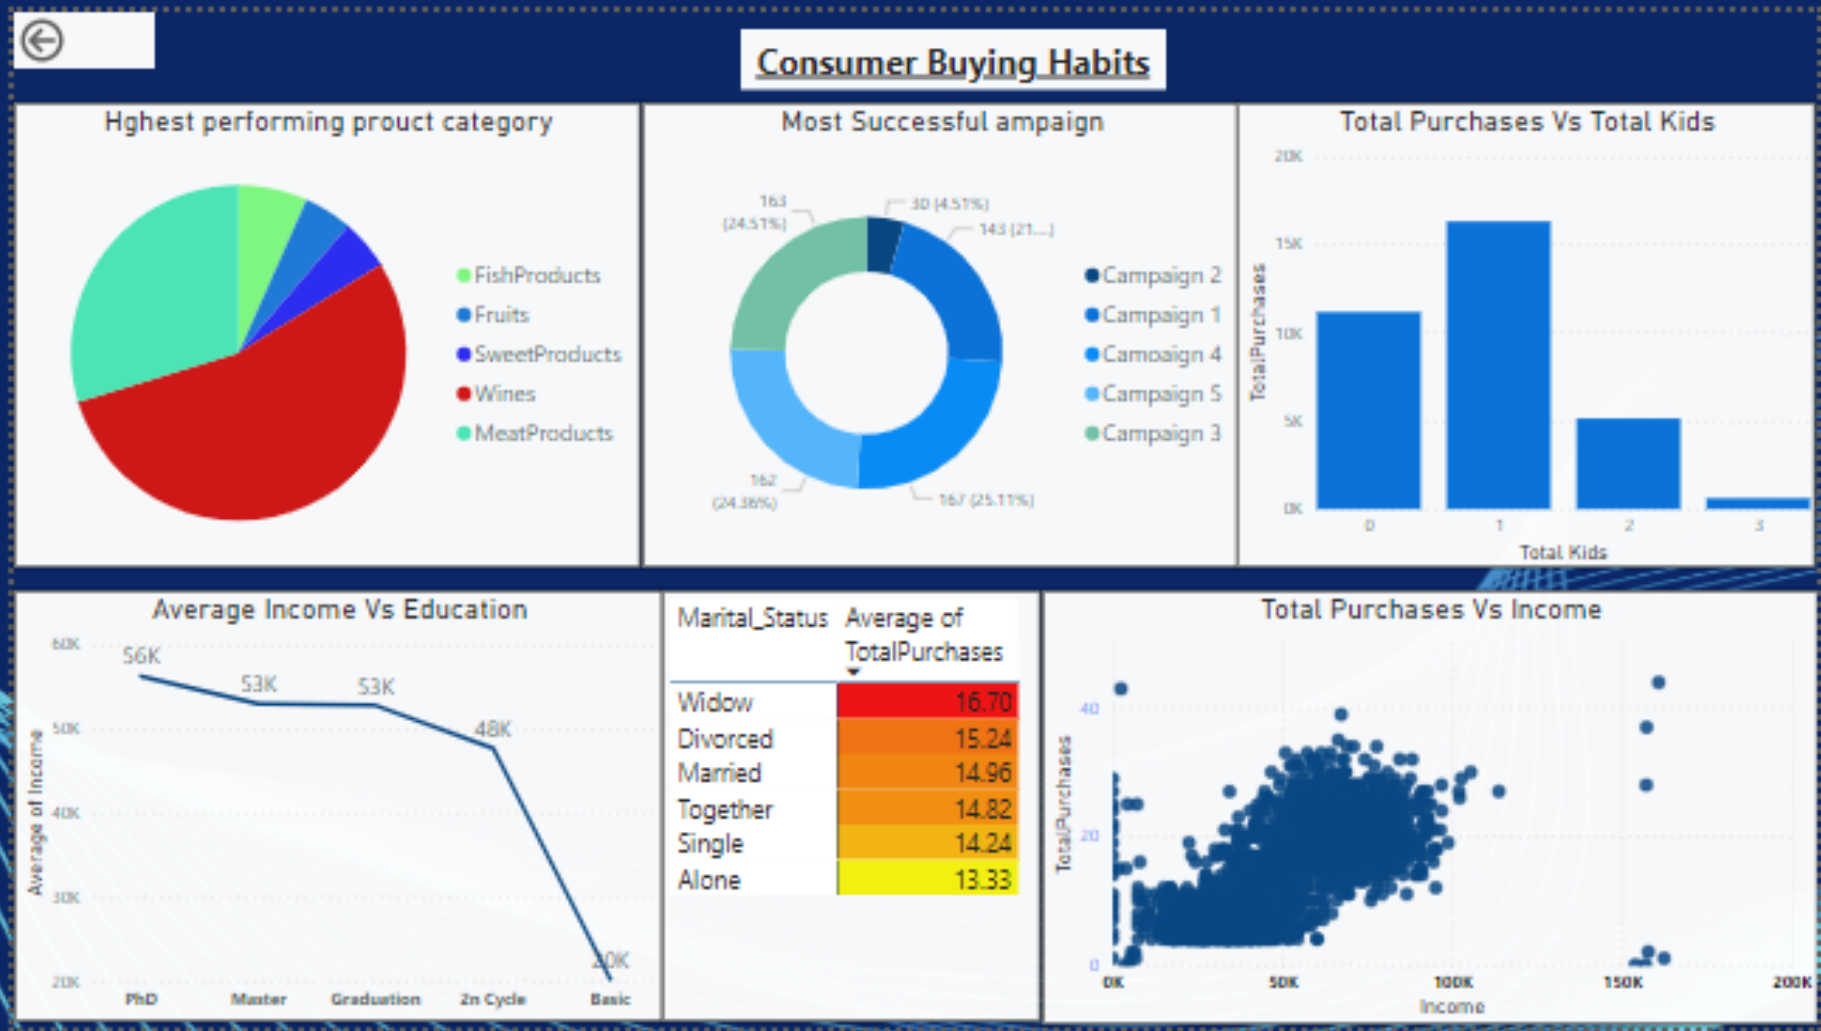 Consumer Buying Habits
Hghest performing prouct category
FishProducts
Fruits
SweetProducts
Wines
MeatProducts
Most Successful ampaign
163
(24.51%)
30 (4.51%)
143 (21....)
162
(24.36%)
167 (25.11%)
Campaign 2
Campaign 1
Camoaign 4
Campaign 5
Campaign 3
Total Purchases Vs Total Kids
TotalPurchases
20K
15K
10K
5K
0K
0 1 2 3
Total Kids
Average Income Vs Education
Average of Income
60K
50K
40K
30K
20K
56K
53K
53K
48K
20K
PhD Master Graduation 2n Cycle Basic
Marital_Status Average of
TotalPurchases
Widow 16.70
Divorced 15.24
Married 14.96
Together 14.82
Single 14.24
Alone 13.33
Total Purchases Vs Income
TotalPurchases
40
20
0
0K 50K 100K 150K 200K
Income